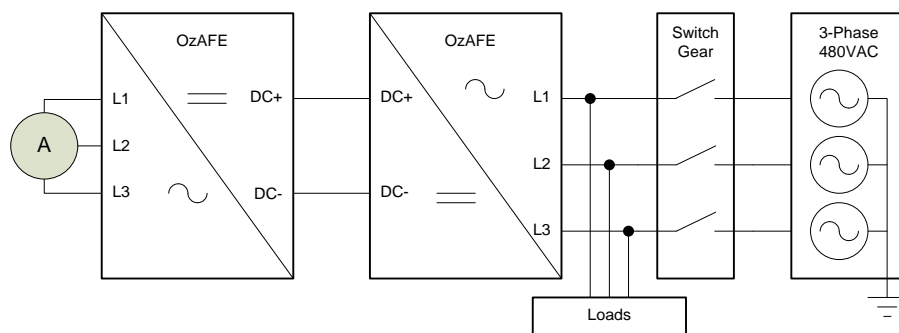 OzAFE
OzAFE
Switch
Gear
3-Phase
480VAC
L1
DC+
DC+
L1
A
L2
L2
L3
DC-
DC-
L3
Loads